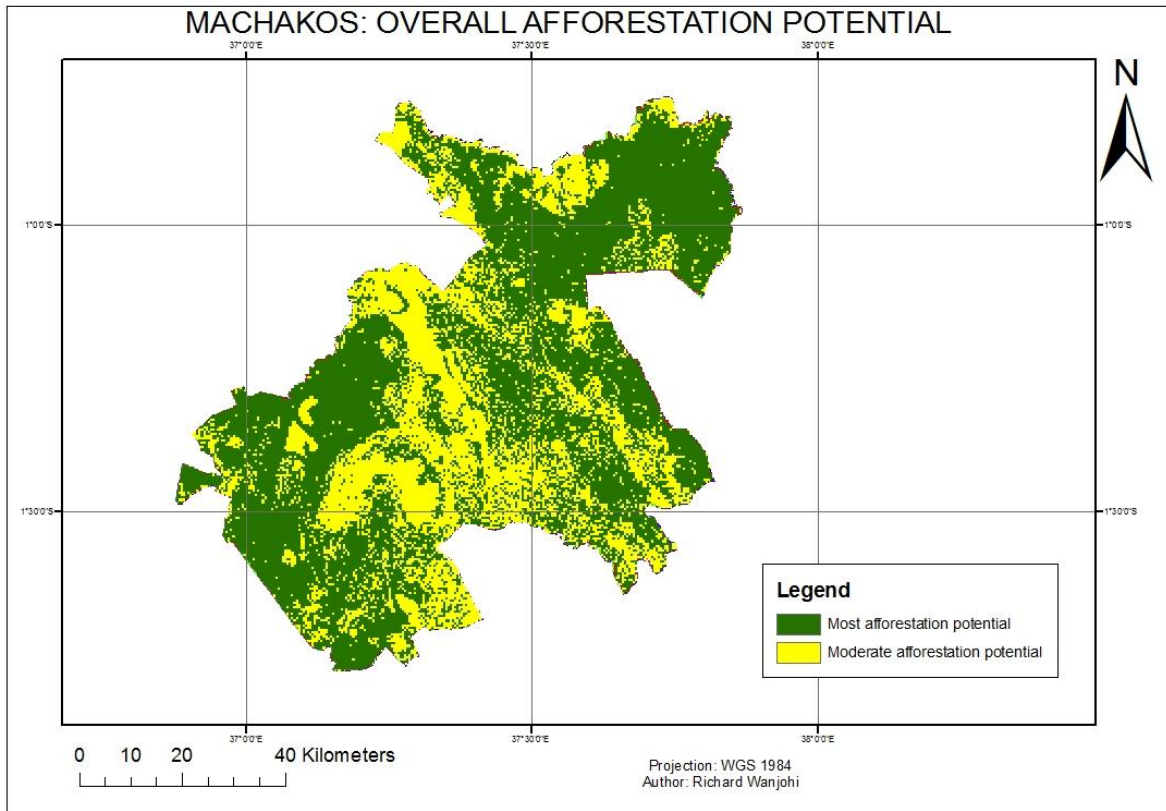 MACHAKOS: OVERALL AFFORESTATION POTENTIAL
37°0'0"E 37°30'0"E 38°0'0"E
N
1°0'0"S 1°0'0"S
1°30'0"S 1°30'0"S
Legend
Most afforestation potential
Moderate afforestation potential
37°0'0"E 37°30'0"E 38°0'0"E
0 10 20 40 Kilometers
Projection: WGS 1984
Author: Richard Wanjohi